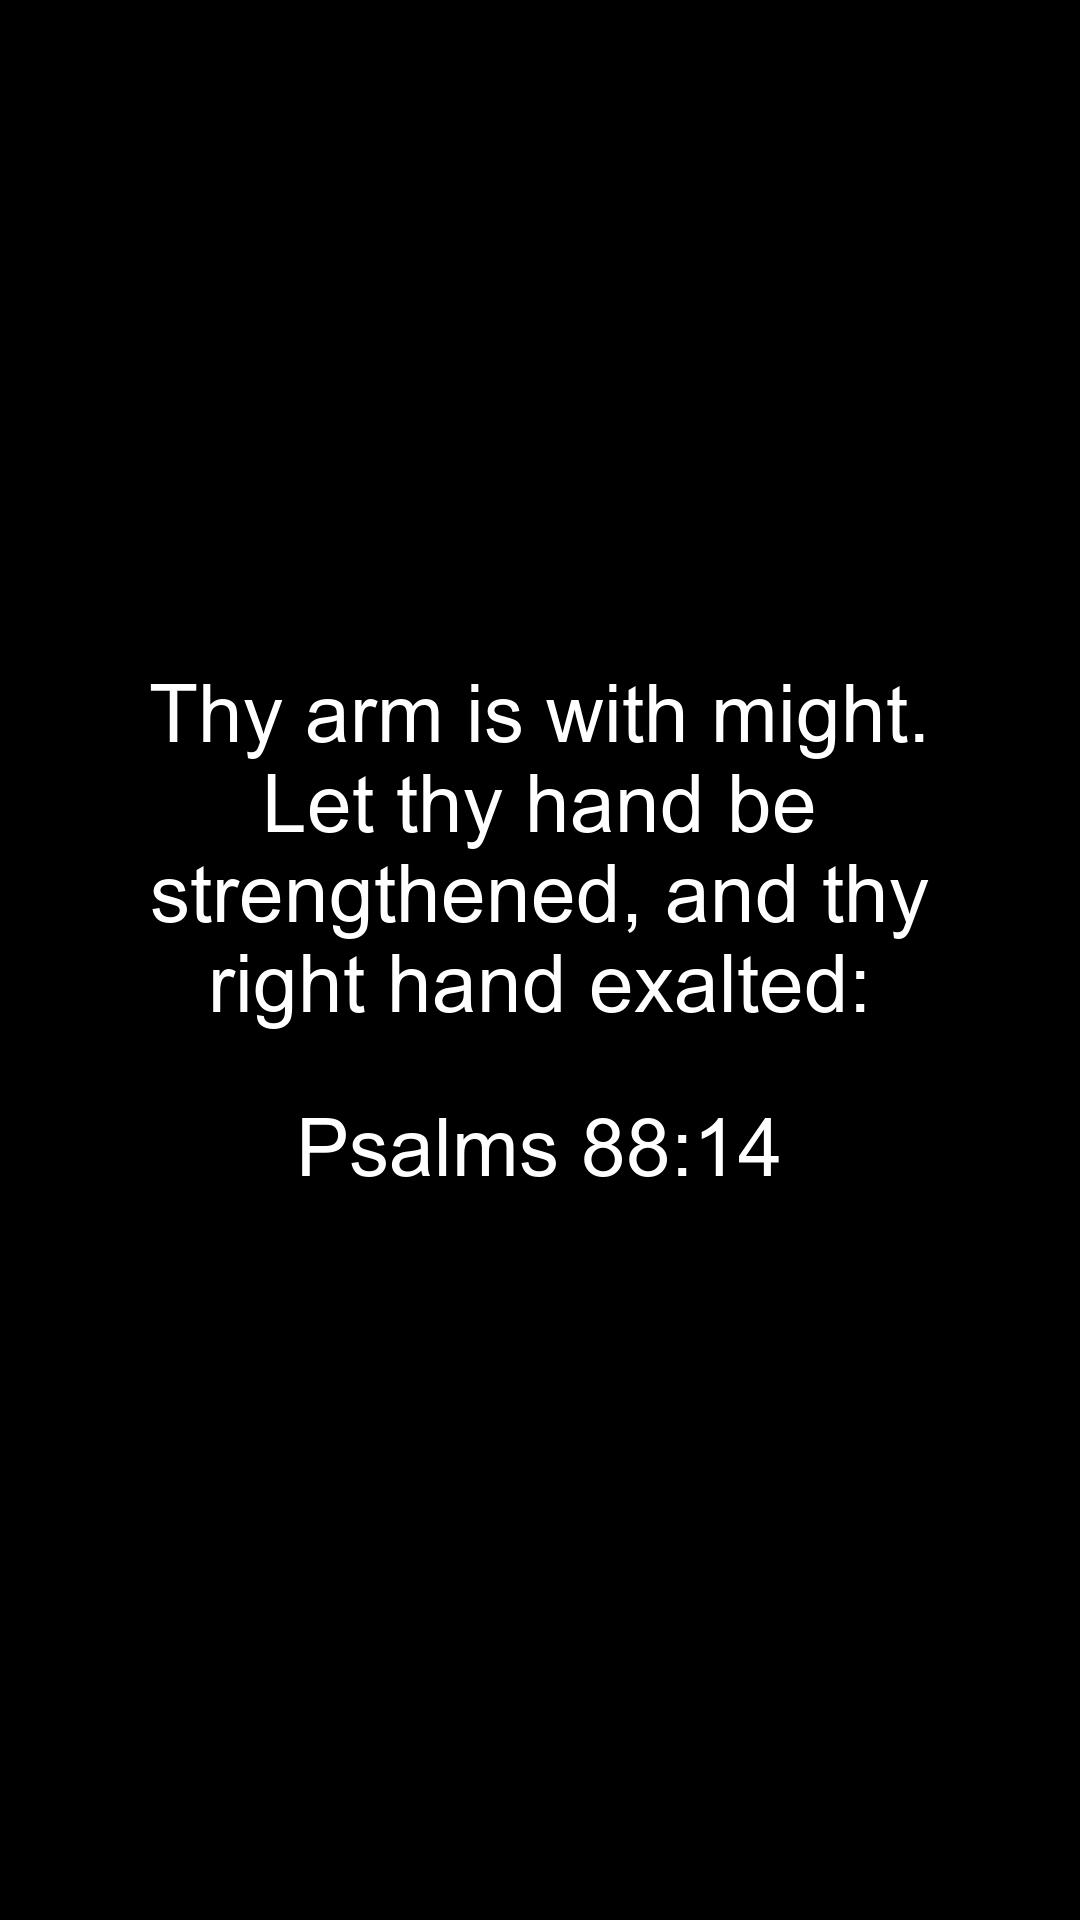 Thy arm is with might.
Let thy hand be
strengthened, and thy
right hand exalted:
Psalms 88:14